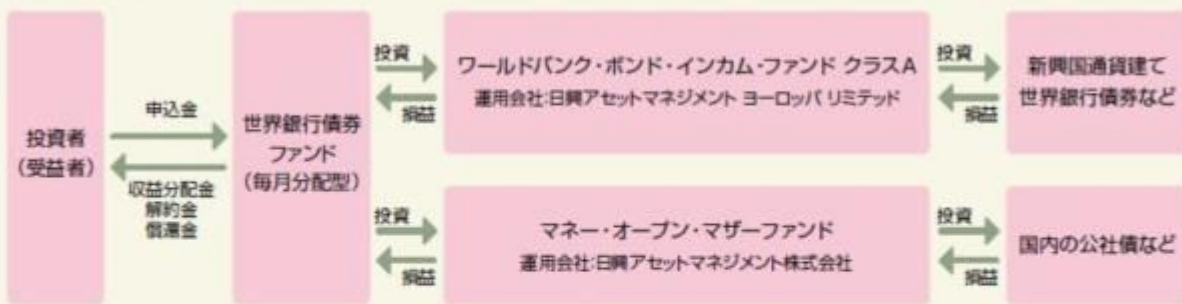 投資者
（受益者）
申込金
収益分配金
解約金
償還金
世界銀行債券
ファンド
（毎月分配型）
投資
損益
ワールドバンク・ボンド・インカム・ファンド クラスA
運用会社:日興アセットマネジメント ヨーロッパ リミテッド
投資
損益
新興国通貨建て
世界銀行債券など
投資
損益
マネー・オープン・マザーファンド
運用会社:日興アセットマネジメント株式会社
投資
損益
国内の公社債など